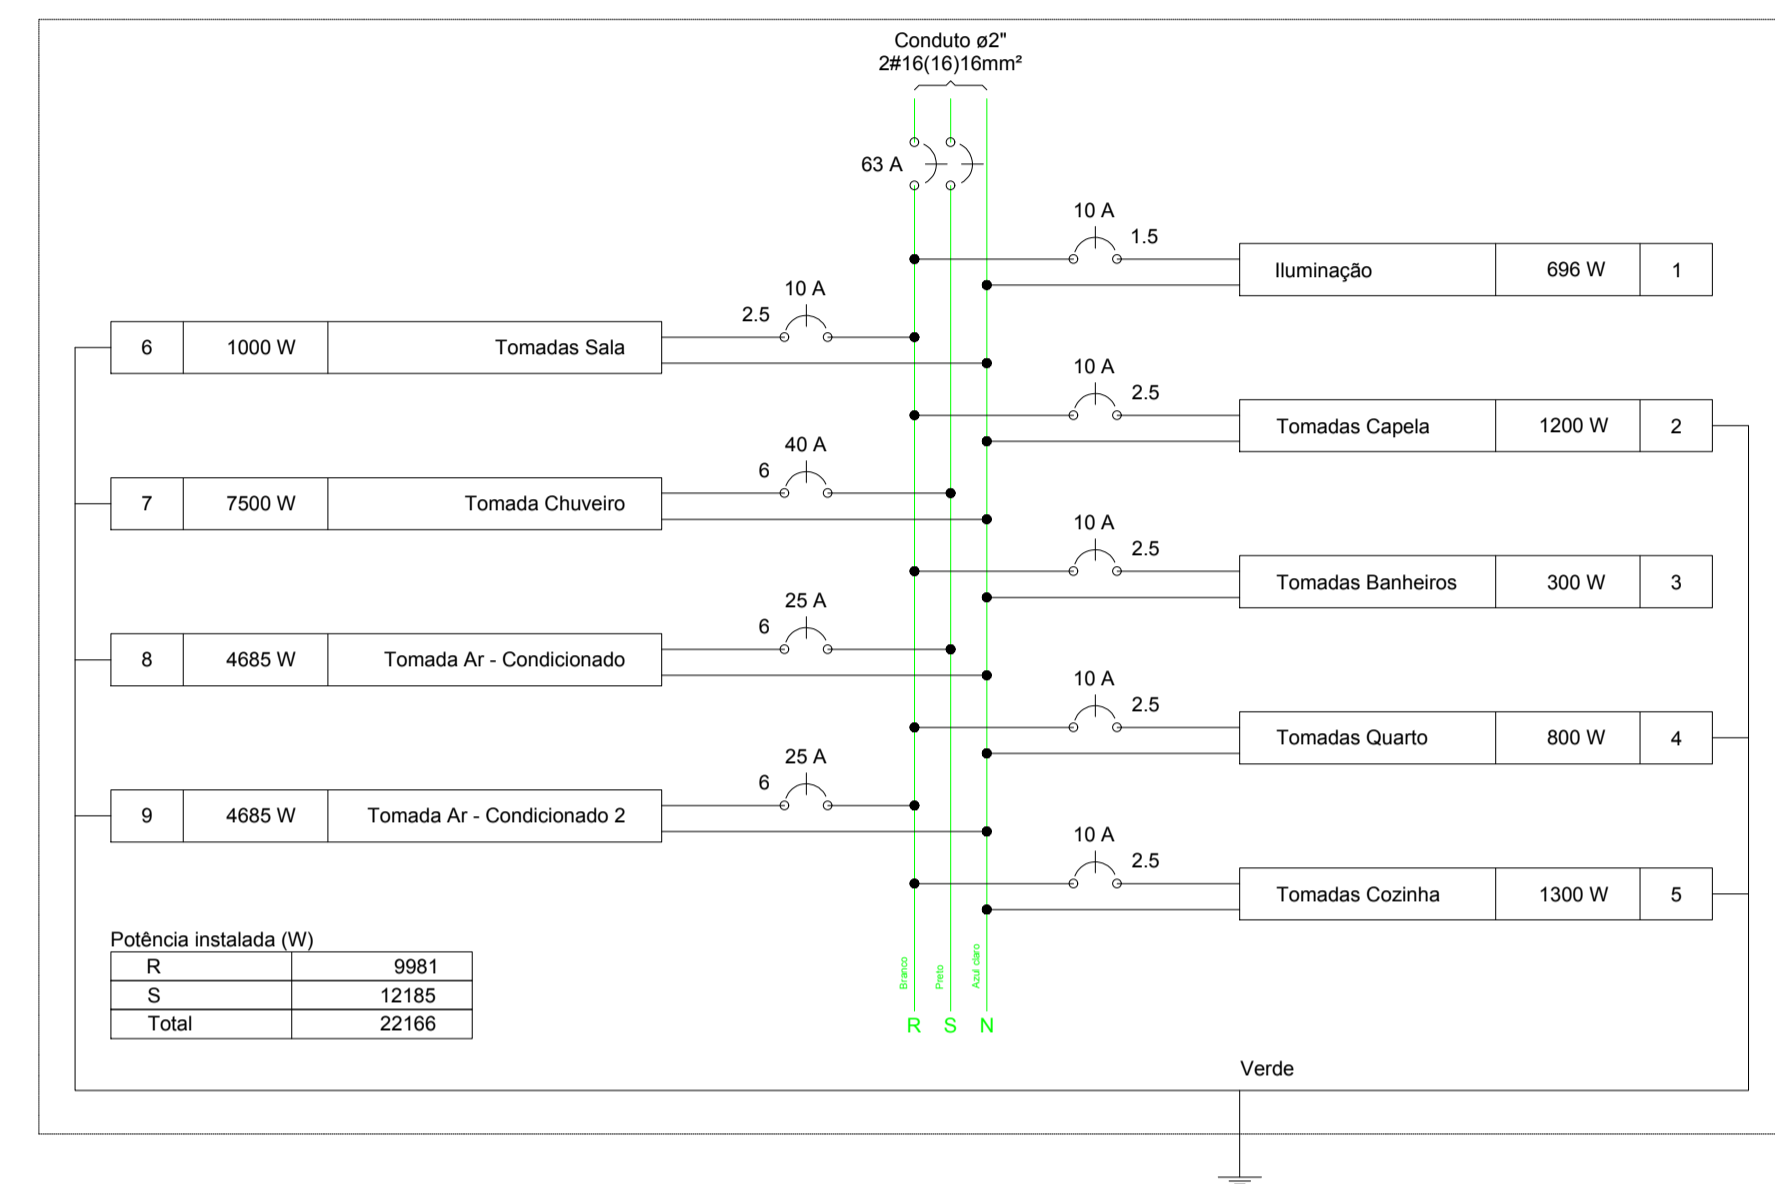 Conduto ø2"
2#16(16)16mm²
63 A
10 A
1.5
Iluminação 696 W 1
10 A
2.5
6 1000 W Tomadas Sala
10 A
2.5
Tomadas Capela 1200 W 2
40 A
6
7 7500 W Tomada Chuveiro
10 A
2.5
Tomadas Banheiros 300 W 3
25 A
6
8 4685 W Tomada Ar - Condicionado
10 A
2.5
Tomadas Quarto 800 W 4
25 A
6
9 4685 W Tomada Ar - Condicionado 2
10 A
2.5
Tomadas Cozinha 1300 W 5
Potência instalada (W)
R 9981
S 12185
Total 22166
Branco
Preto
Azul claro
R S N
Verde